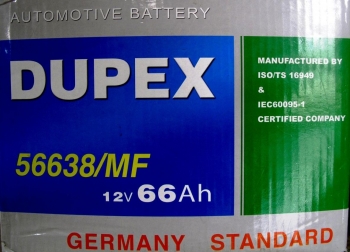 AUTOMOTIVE BATTERY
DUPEX
MANUFACTURED BY
ISO/TS 16949
&
IEC60095-1
CERTIFIED COMPANY
56638/MF
12V 66Ah
GERMANY STANDARD